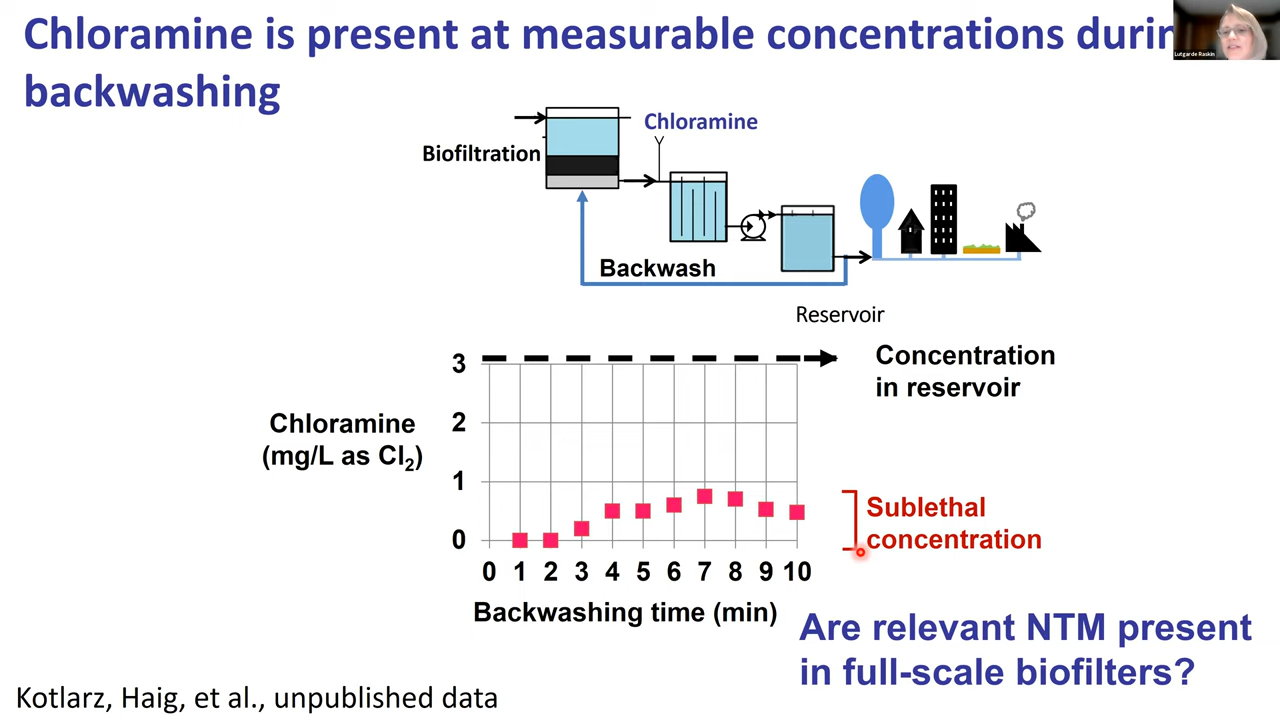 Chloramine is present at measurable concentrations durin
backwashing
Lutgarde Raskin
Chloramine
Biofiltration
Backwash
Reservoir
3
2
1
0
Chloramine
(mg/L as Cl₂)
Concentration
in reservoir
Sublethal
concentration
0 1 2 3 4 5 6 7 8 9 10
Backwashing time (min)
Are relevant NTM present
in full-scale biofilters?
Kotlarz, Haig, et al., unpublished data